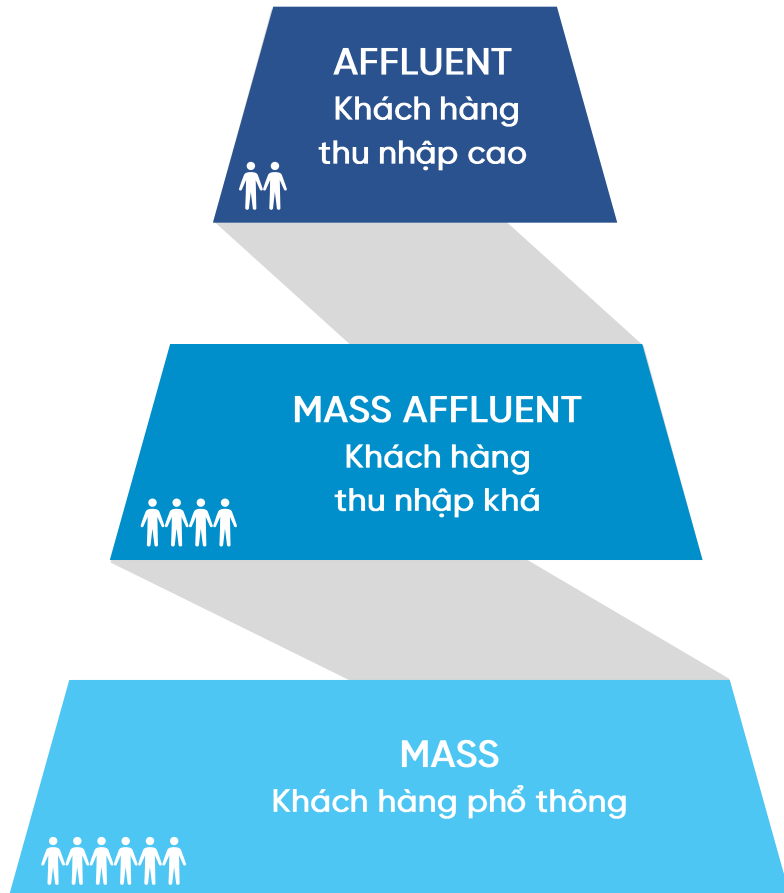 AFFLUENT
Khách hàng
thu nhập cao
MASS AFFLUENT
Khách hàng
thu nhập khá
MASS
Khách hàng phổ thông